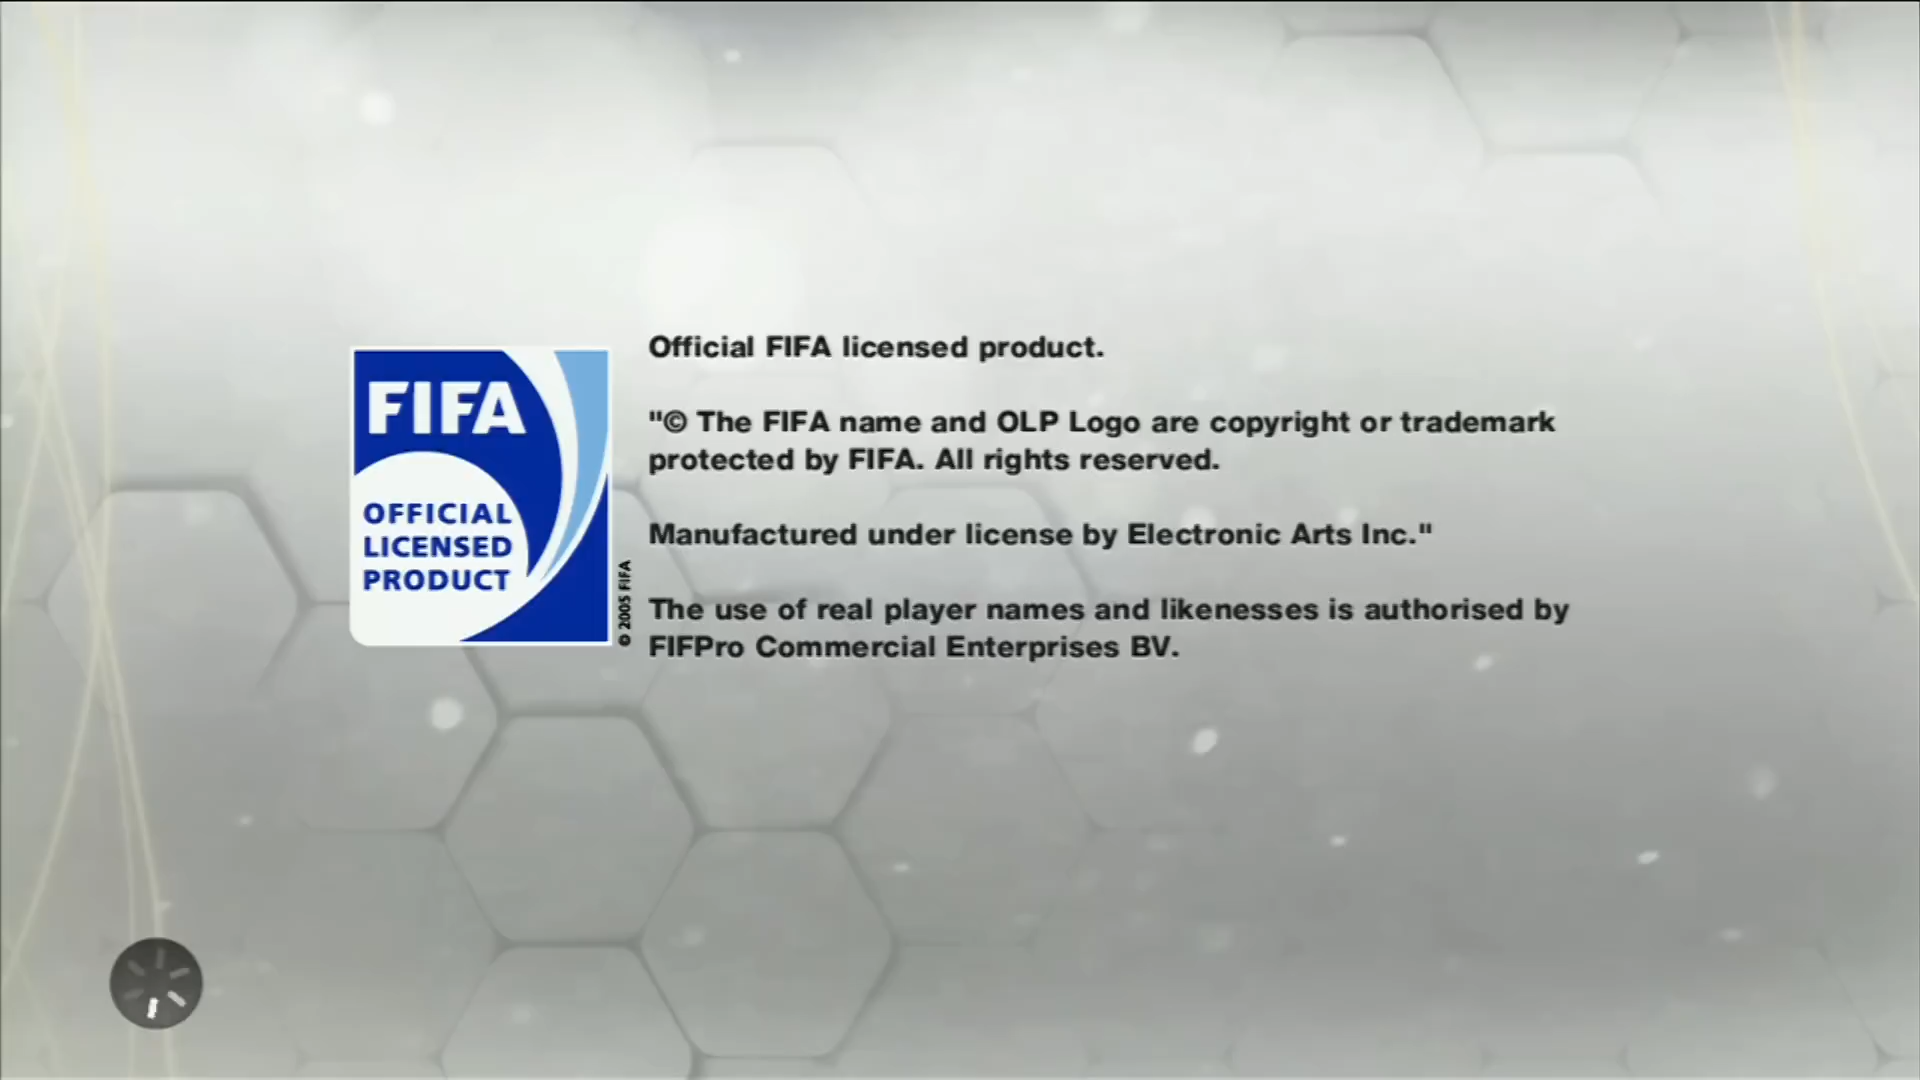 FIFA
OFFICIAL
LICENSED
PRODUCT
© 2005 FIFA
Official FIFA licensed product.
"© The FIFA name and OLP Logo are copyright or trademark
protected by FIFA. All rights reserved.
Manufactured under license by Electronic Arts Inc."
The use of real player names and likenesses is authorised by
FIFPro Commercial Enterprises BV.